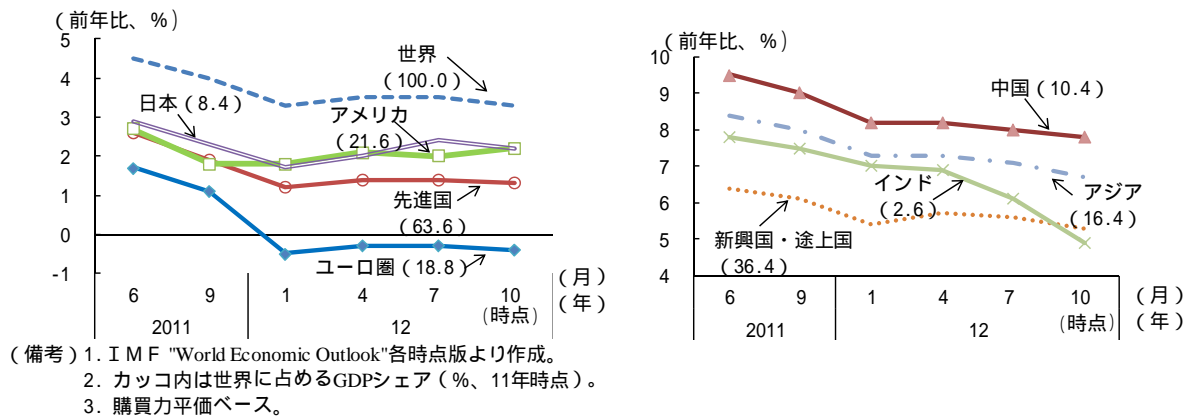 （前年比、％）
5
4
3
2
1
0
-1
世界
（100.0）
日本（8.4）
アメリカ
（21.6）
先進国
（63.6）
ユーロ圏（18.8）
6 9 1 4 7 10
（時点）
（月）
（年）
2011 12
（前年比、％）
10
9
8
7
6
5
4
中国（10.4）
インド
（2.6）
アジア
（16.4）
新興国・途上国
（36.4）
6 9 1 4 7 10
（時点）
（月）
（年）
2011 12
（備考）1. ＩＭＦ "World Economic Outlook"各時点版より作成。
2. カッコ内は世界に占めるGDPシェア（％、11年時点）。
3. 購買力平価ベース。